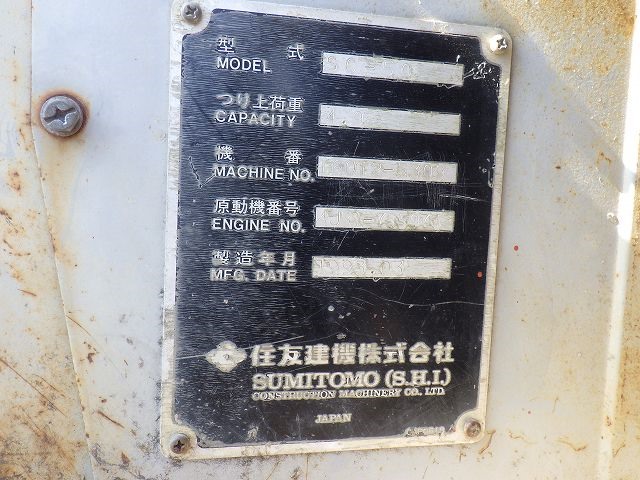 型式
MODEL
つり上荷重
CAPACITY
機番
MACHINE NO.
原動機番号
ENGINE NO.
製造年月
MFG. DATE
住友建機株式会社
SUMITOMO (S.H.I.)
CONSTRUCTION MACHINERY CO., LTD.
JAPAN